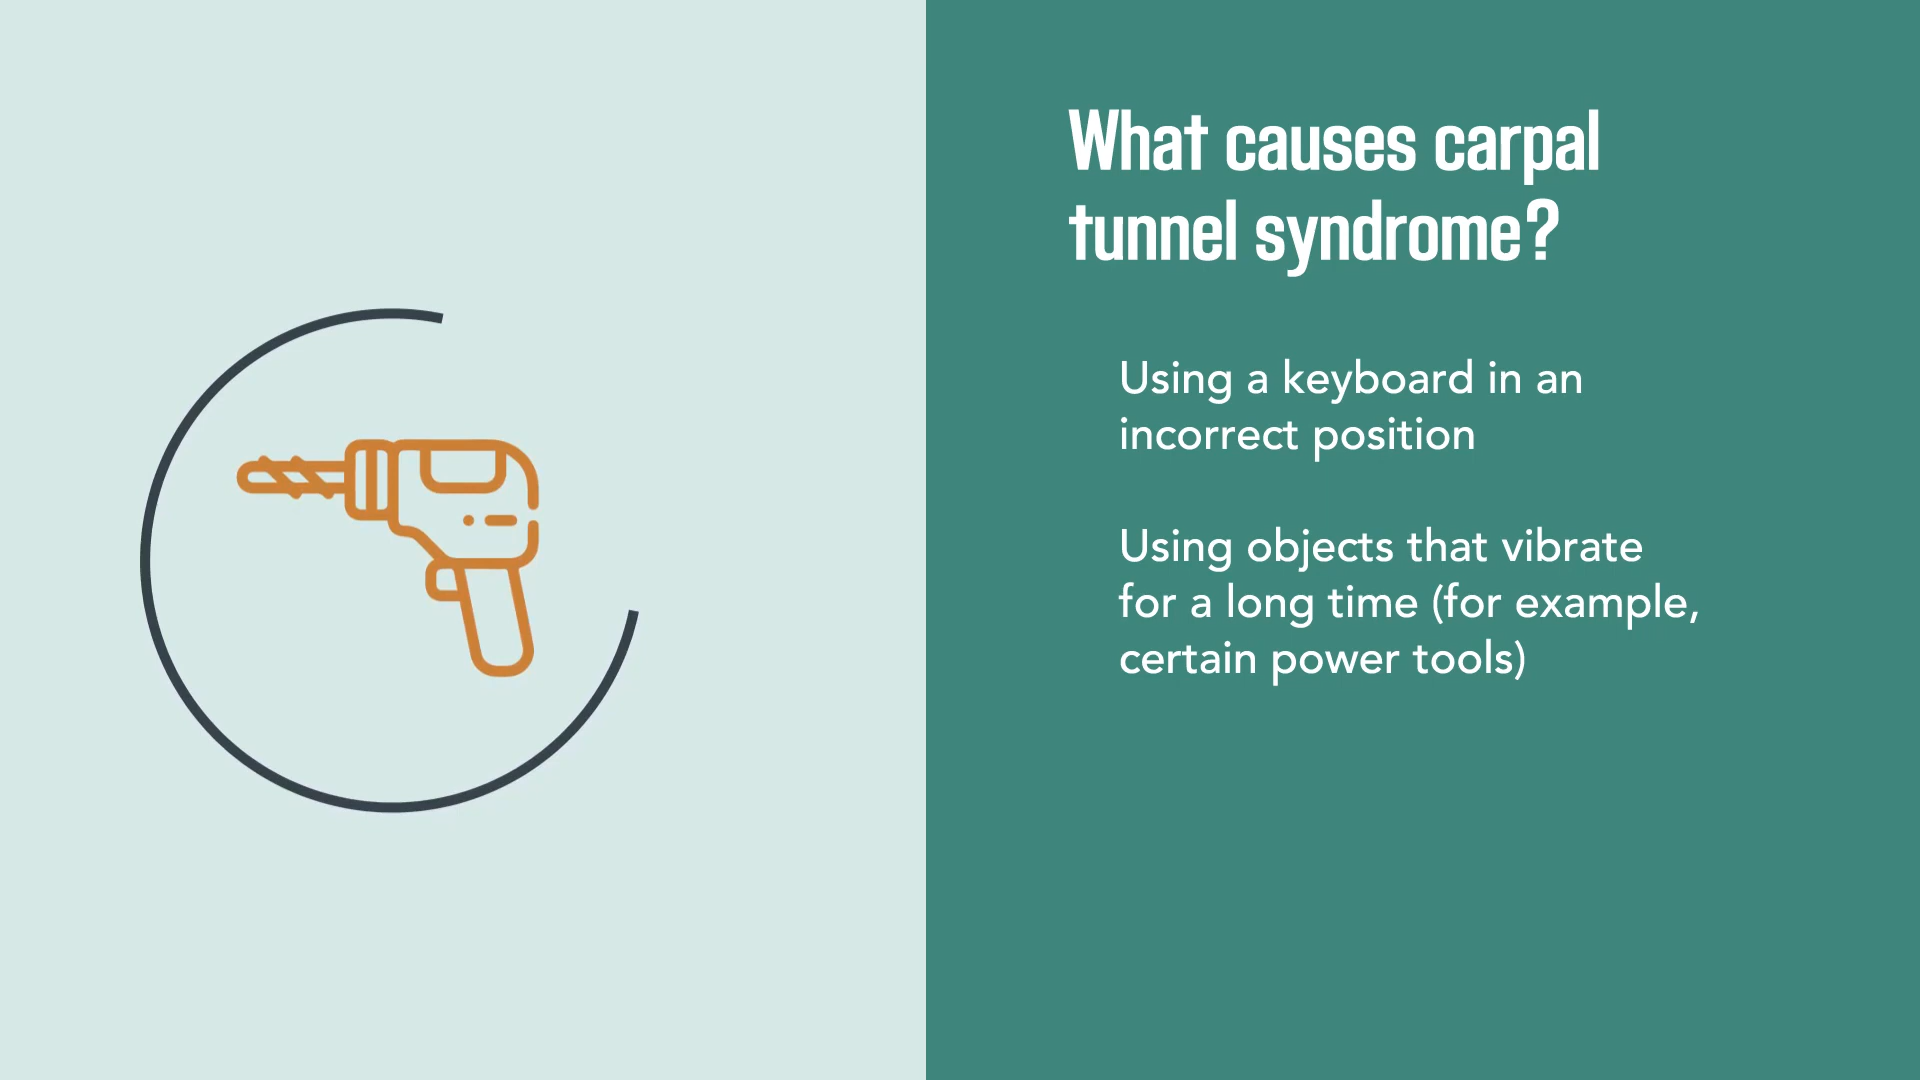 What causes carpal
tunnel syndrome?
Using a keyboard in an
incorrect position
Using objects that vibrate
for a long time (for example,
certain power tools)